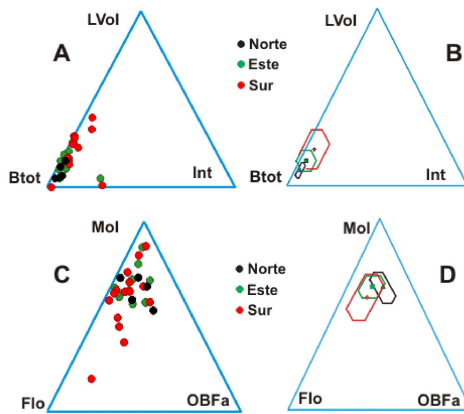 LVol
LVol
A
Norte
B
Este
Sur
Btot
Int
Btot
Int
Mol
Mol
C
Norte
D
Este
Sur
Flo
OBFa
Flo
OBFa